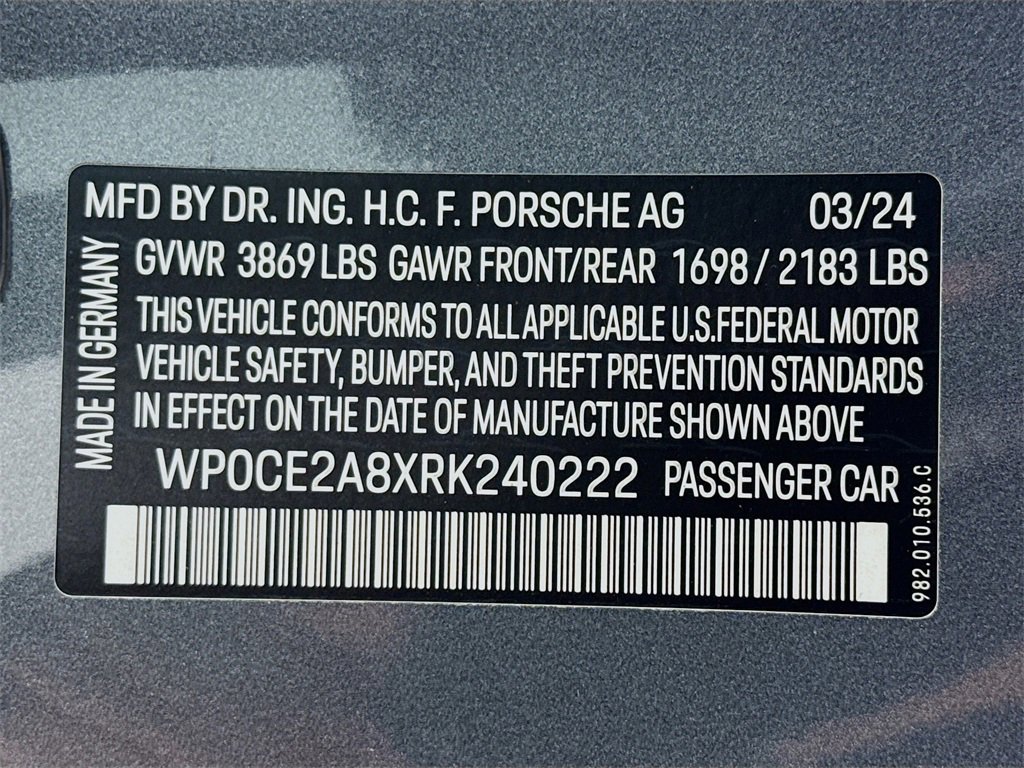 MFD BY DR. ING. H.C. F. PORSCHE AG 03/24
MADE IN GERMANY
GVWR 3869 LBS GAWR FRONT/REAR 1698 / 2183 LBS
THIS VEHICLE CONFORMS TO ALL APPLICABLE U.S.FEDERAL MOTOR
VEHICLE SAFETY, BUMPER, AND THEFT PREVENTION STANDARDS
IN EFFECT ON THE DATE OF MANUFACTURE SHOWN ABOVE
WP0CE2A8XRK240222 PASSENGER CAR
982.010.536.C